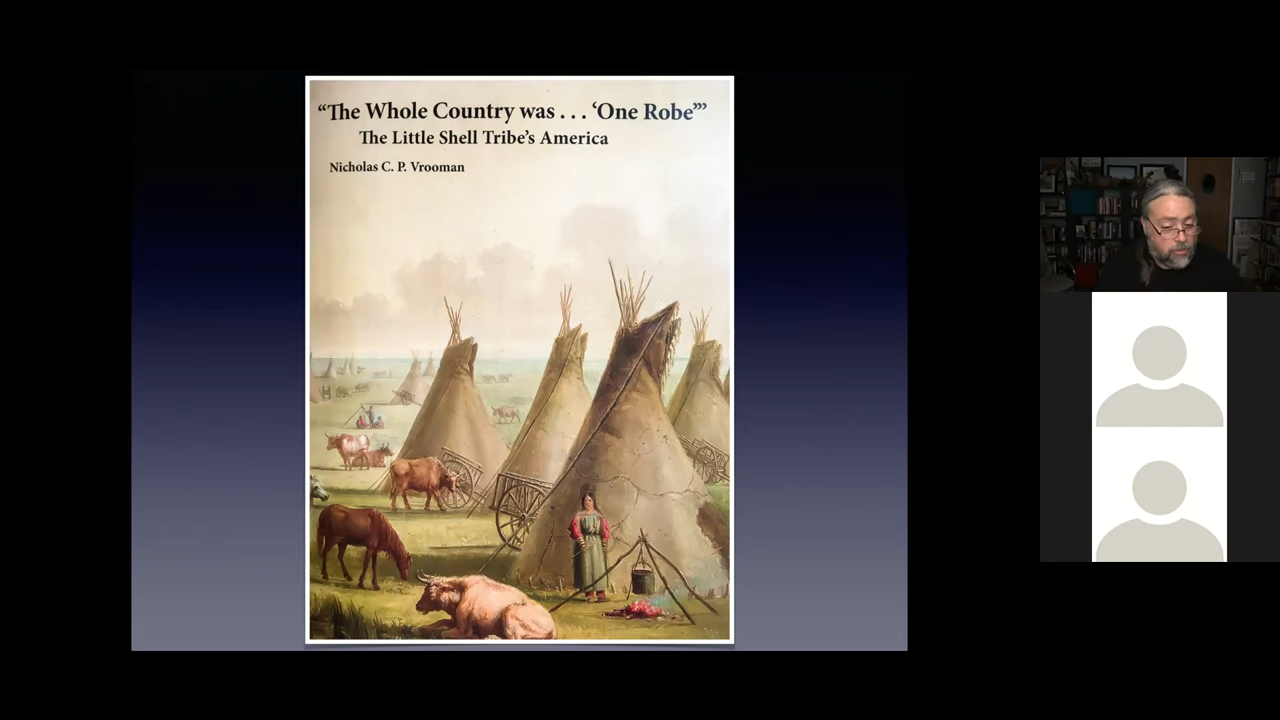 “The Whole Country was . . . ‘One Robe’”
The Little Shell Tribe’s America
Nicholas C. P. Vrooman